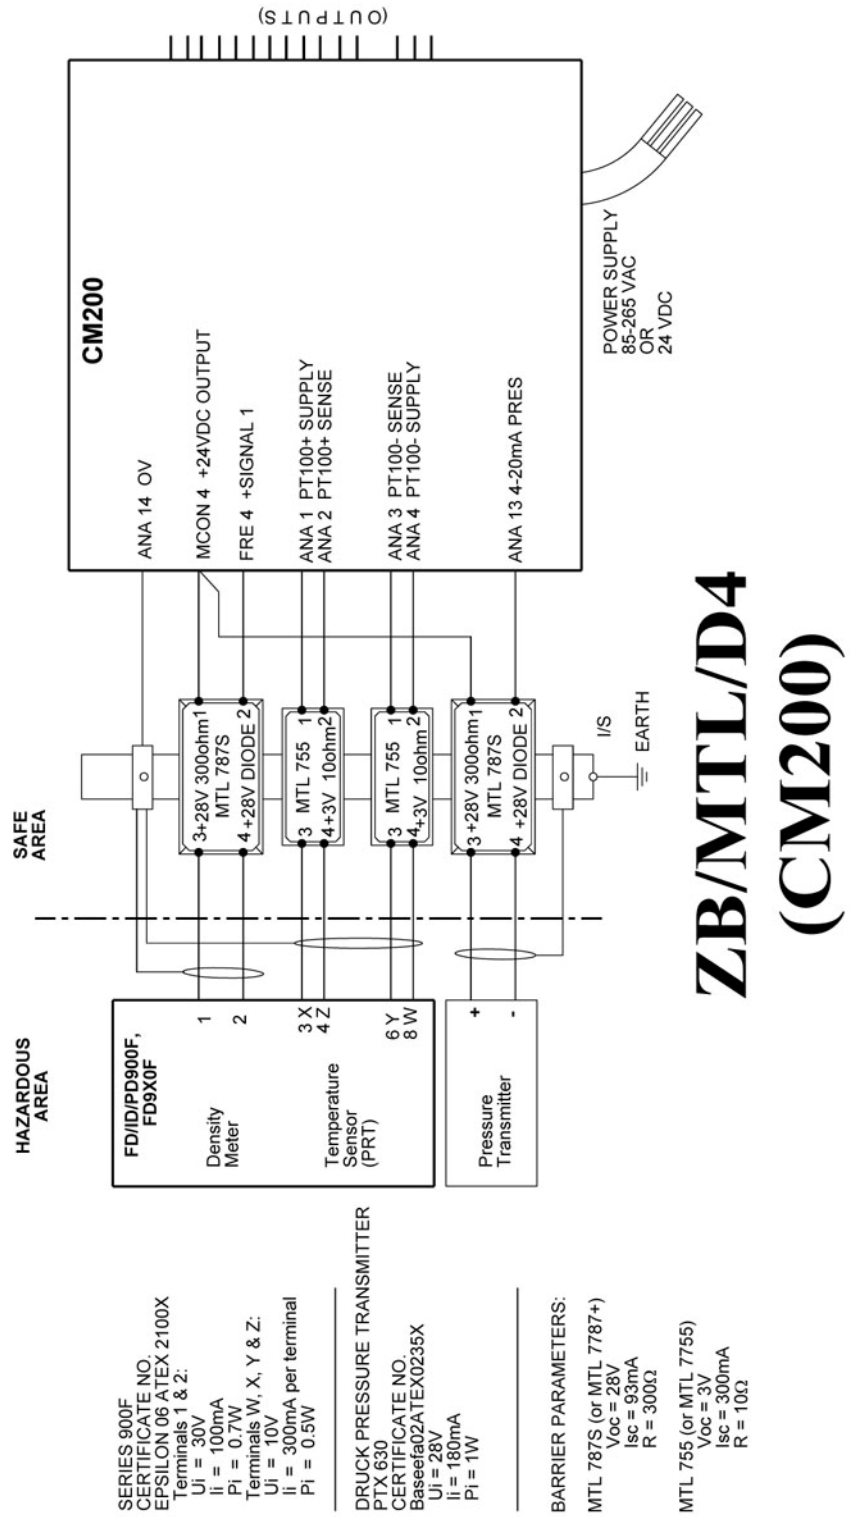 HAZARDOUS
AREA
SAFE
AREA
SERIES 900F
CERTIFICATE NO.
EPSILON 06 ATEX 2100X
Terminals 1 & 2:
Ui = 30V
Ii = 100mA
Pi = 0.7W
Terminals W, X, Y & Z:
Ui = 10V
Ii = 300mA per terminal
Pi = 0.5W
DRUCK PRESSURE TRANSMITTER
PTX 630
CERTIFICATE NO.
Baseefa02ATEX0235X
Ui = 28V
Ii = 180mA
Pi = 1W
BARRIER PARAMETERS:
MTL 787S (or MTL 7787+)
Voc = 28V
Isc = 93mA
R = 300Ω
MTL 755 (or MTL 7755)
Voc = 3V
Isc = 300mA
R = 10Ω
FD/ID/PD900F,
FD9X0F
Density
Meter
1
2
Temperature
Sensor
(PRT)
3 X
4 Z
6 Y
8 W
Pressure
Transmitter
+
-
3 +28V 300ohm 1
MTL 787S
4 +28V DIODE 2
3 MTL 755 1
4 +3V 10ohm 2
3 MTL 755 1
4 +3V 10ohm 2
3 +28V 300ohm 1
MTL 787S
4 +28V DIODE 2
I/S
EARTH
CM200
ANA 14 OV
MCON 4 +24VDC OUTPUT
FRE 4 +SIGNAL 1
ANA 1 PT100+ SUPPLY
ANA 2 PT100+ SENSE
ANA 3 PT100- SENSE
ANA 4 PT100- SUPPLY
ANA 13 4-20mA PRES
(OUTPUTS)
POWER SUPPLY
85-265 VAC
OR
24 VDC
ZB/MTL/D4
(CM200)